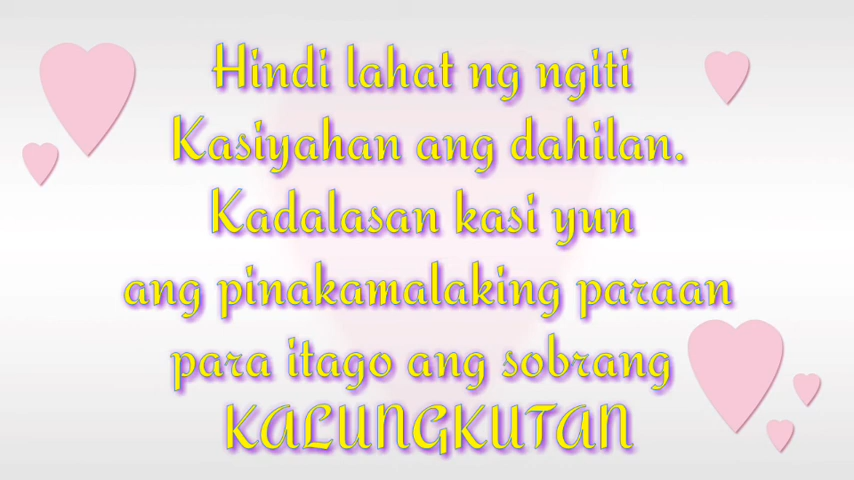 Hindi lahat ng ngiti
Kasiyahan ang dahilan.
Kadalasan kasi yun
ang pinakamalaking paraan
para itago ang sobrang
KALUNGKUTAN